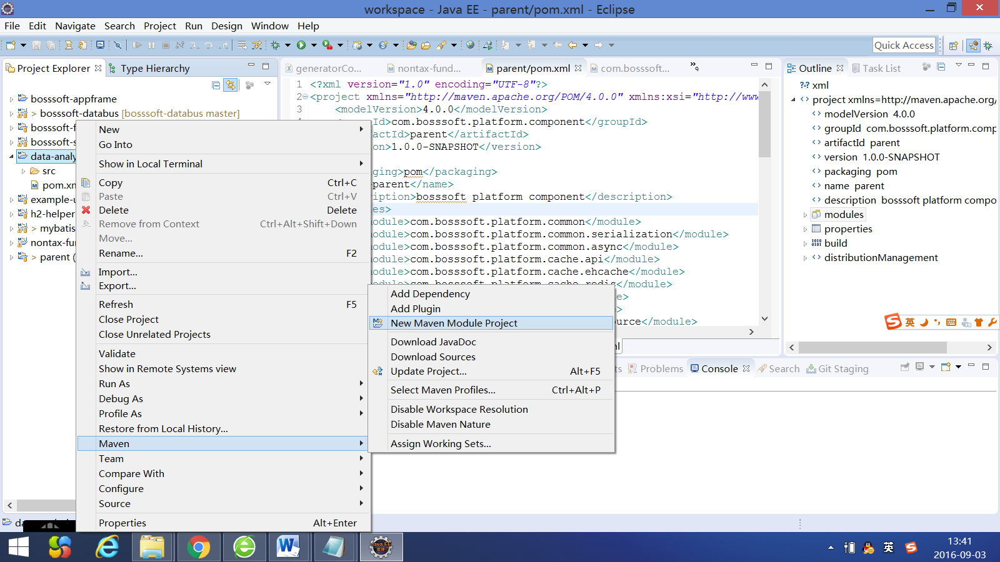 workspace - Java EE - parent/pom.xml - Eclipse
File Edit Navigate Search Project Run Design Window Help
Quick Access
Project Explorer
Type Hierarchy
bosssoft-appframe
> bosssoft-databus [bosssoft-databus master]
bosssoft-f
bosssoft-s
data-analy
src
pom.xm
example-u
h2-helper
> mybatis
nontax-fu
> parent (
New
Go Into
Show in Local Terminal
Copy Ctrl+C
Paste Ctrl+V
Delete Delete
Remove from Context Ctrl+Alt+Shift+Down
Move...
Rename... F2
Import...
Export...
Refresh F5
Close Project
Close Unrelated Projects
Validate
Show in Remote Systems view
Run As
Debug As
Profile As
Restore from Local History...
Maven
Team
Compare With
Configure
Source
Properties Alt+Enter
Add Dependency
Add Plugin
New Maven Module Project
Download JavaDoc
Download Sources
Update Project... Alt+F5
Select Maven Profiles... Ctrl+Alt+P
Disable Workspace Resolution
Disable Maven Nature
Assign Working Sets...
generatorCo...
nontax-fund...
parent/pom.xml
com.bosssoft...
»9
1 <?xml version="1.0" encoding="UTF-8"?>
2 <project xmlns="http://maven.apache.org/POM/4.0.0" xmlns:xsi="http://www
3 <modelVersion>4.0.0</modelVersion>
Id>com.bosssoft.platform.component</groupId>
actId>parent</artifactId>
on>1.0.0-SNAPSHOT</version>
ging>pom</packaging>
parent</name>
iption>bosssoft platform component</description>
es>
odule>com.bosssoft.platform.common</module>
odule>com.bosssoft.platform.common.serialization</module>
odule>com.bosssoft.platform.common.async</module>
odule>com.bosssoft.platform.cache.api</module>
odule>com.bosssoft.platform.cache.ehcache</module>
odule>com.bosssoft.platform.cache.redis</module>
e>
>
urce</module>
Outline
Task List
?=? xml
project xmlns=http://maven.apache.org/
modelVersion 4.0.0
groupId com.bosssoft.platform.comp
artifactId parent
version 1.0.0-SNAPSHOT
packaging pom
name parent
description bosssoft platform compo
modules
properties
build
distributionManagement
英
ts Problems Console Search Git Staging
英
13:41
2016-09-03